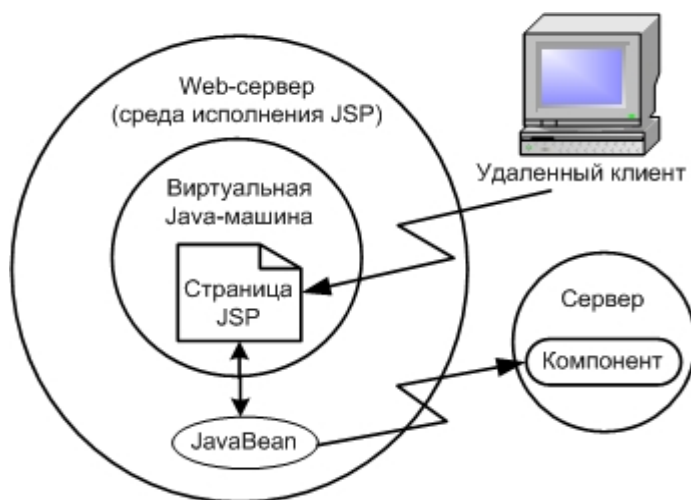 Web-сервер
(среда исполнения JSP)
Виртуальная
Java-машина
Страница
JSP
JavaBean
Удаленный клиент
Сервер
Компонент